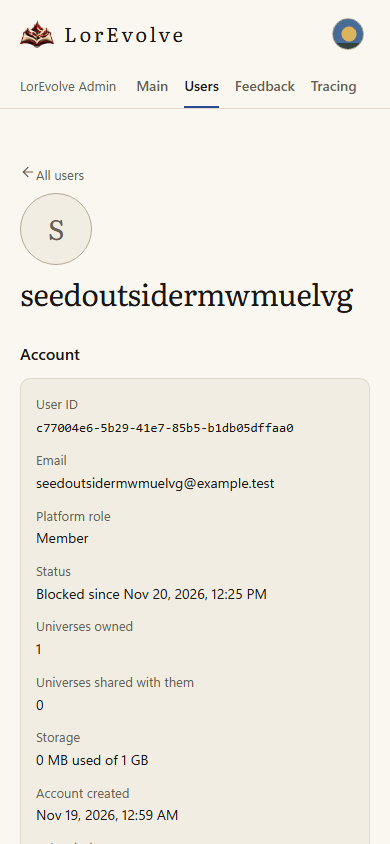 LorEvolve
LorEvolve Admin Main Users Feedback Tracing
All users
S
seedoutsidermwmuelvg
Account
User ID
c77004e6-5b29-41e7-85b5-b1db05dffaa0
Email
seedoutsidermwmuelvg@example.test
Platform role
Member
Status
Blocked since Nov 20, 2026, 12:25 PM
Universes owned
1
Universes shared with them
0
Storage
0 MB used of 1 GB
Account created
Nov 19, 2026, 12:59 AM